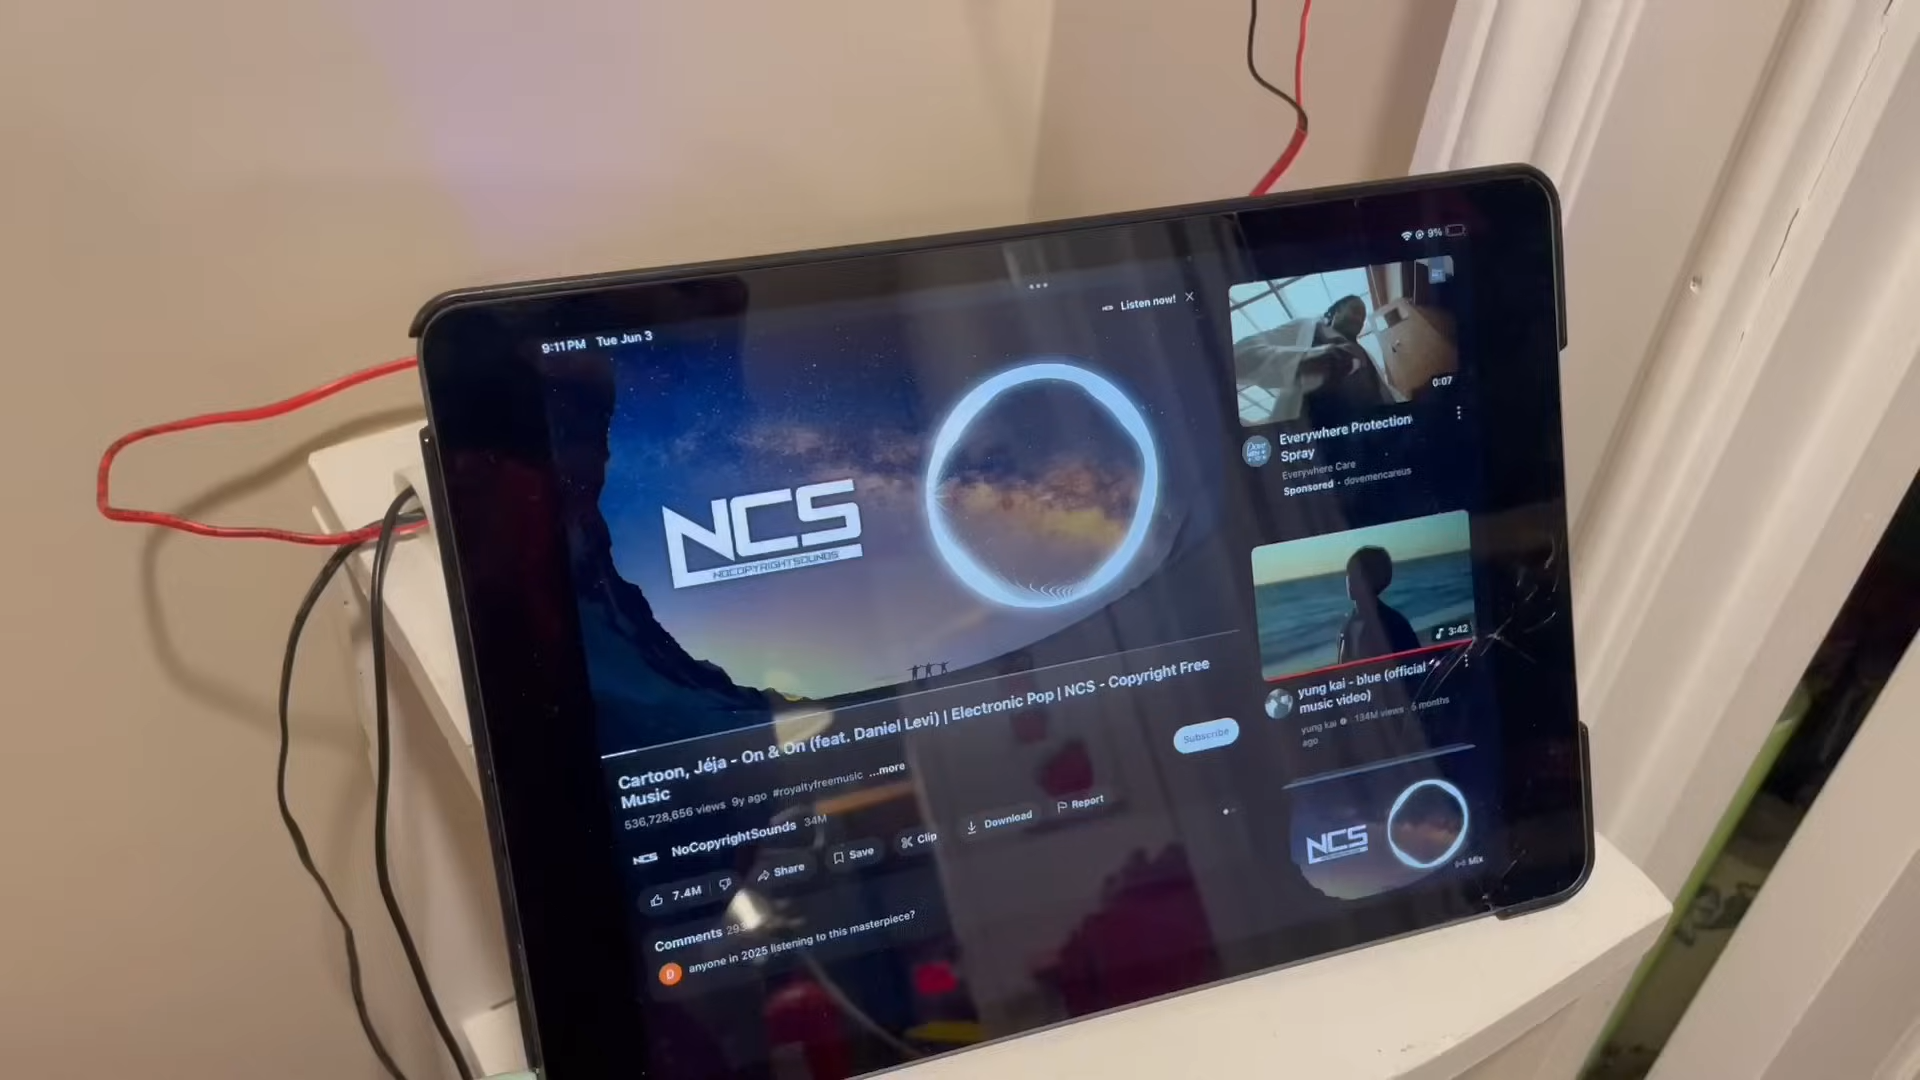 9:11 PM Tue Jun 3
9%
NCS Listen now!
NCS
NOCOPYRIGHTSOUNDS
Cartoon, Jéja - On & On (feat. Daniel Levi) | Electronic Pop | NCS - Copyright Free
Music
536,728,656 views 9y ago #royaltyfreemusic ...more
NCS NoCopyrightSounds 34M
Subscribe
7.4M Share Save Clip Download Report
Comments
D anyone in 2025 listening to this masterpiece?
0:07
Everywhere Protection
Spray
Everywhere Care
Sponsored · dovemencareus
3:42
yung kai - blue (official
music video)
yung kai · 134M views · 5 months
ago
NCS
Mix